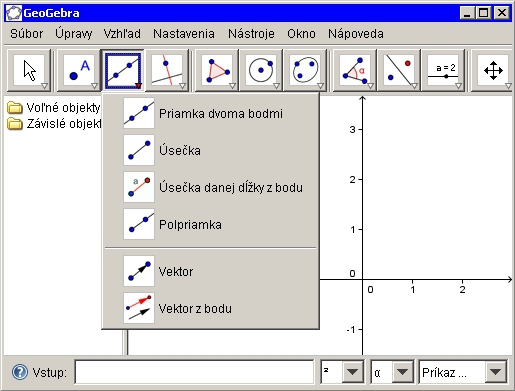 GeoGebra
Súbor Úpravy Vzhľad Nastavenia Nástroje Okno Nápoveda
A α a = 2
Voľné objekty
Závislé objekt
Priamka dvoma bodmi
Úsečka
a Úsečka danej dĺžky z bodu
Polpriamka
Vektor
Vektor z bodu
3
2
1
0
0 1 2
-1
Vstup: ² α Príkaz ...